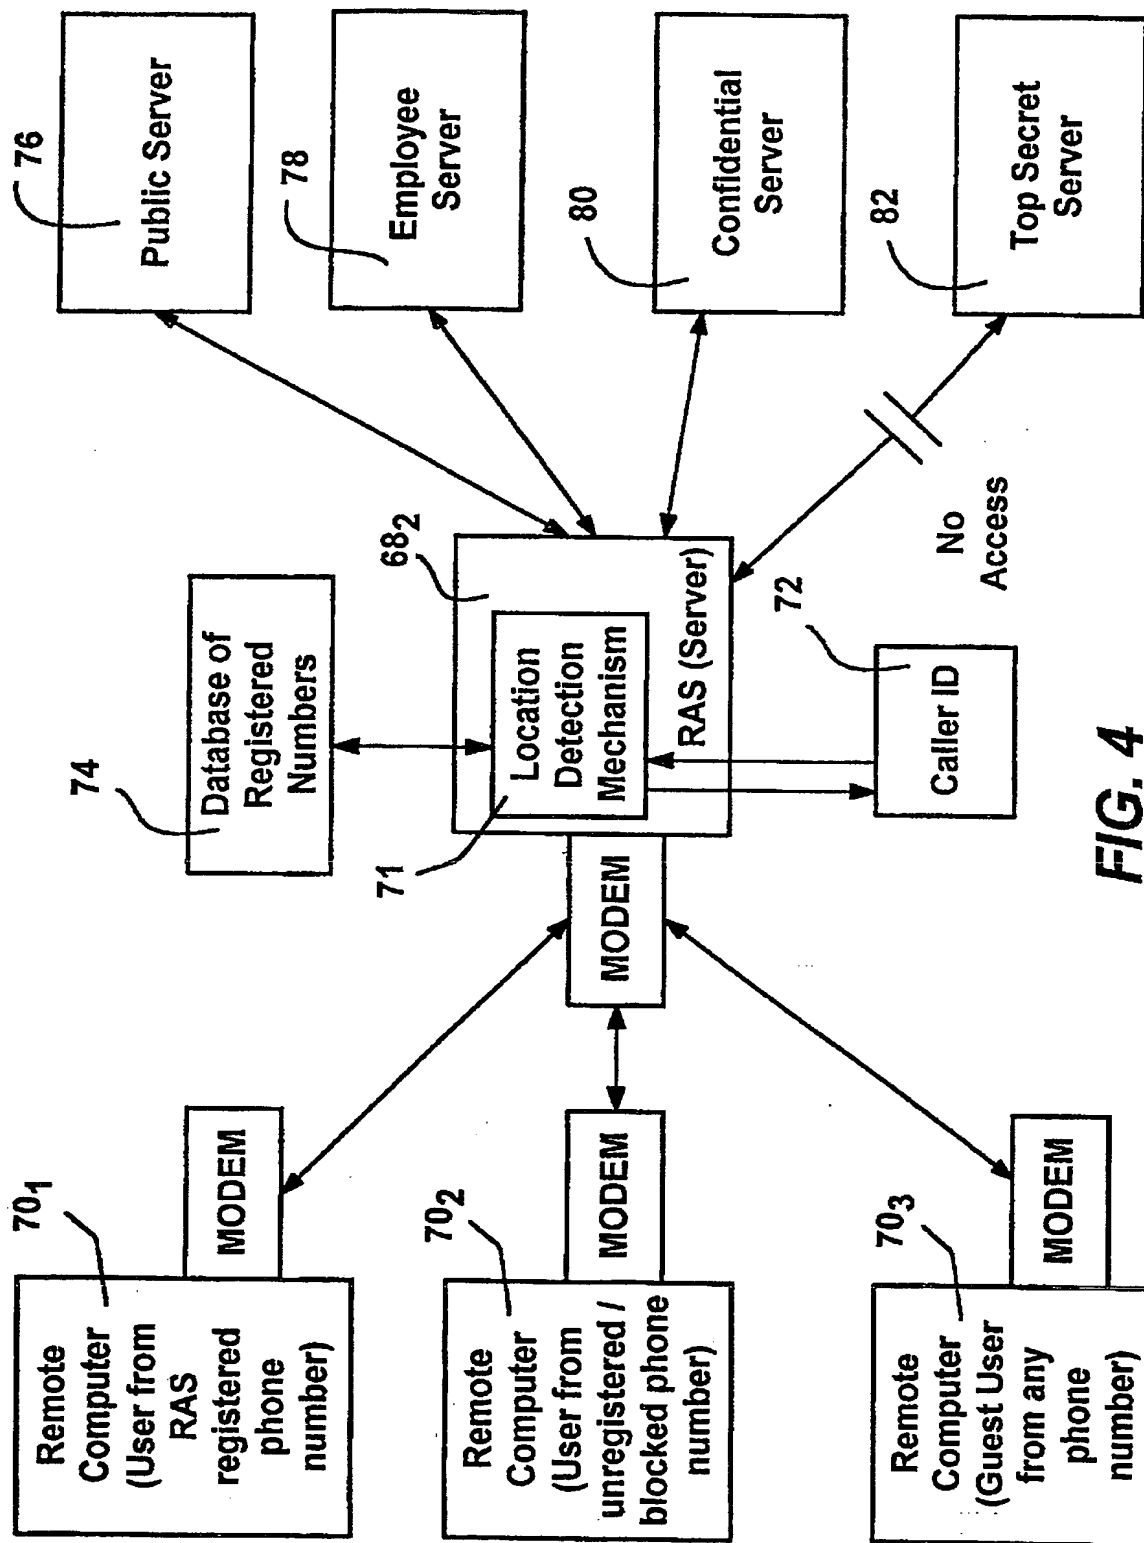 Remote
Computer
(User from
RAS
registered
phone
number)
70₁
MODEM
Remote
Computer
(User from
unregistered /
blocked phone
number)
70₂
MODEM
Remote
Computer
(Guest User
from any
phone
number)
70₃
MODEM
74
Database of
Registered
Numbers
71
Location
Detection
Mechanism
68₂
RAS (Server)
MODEM
72
Caller ID
No
Access
76
Public Server
78
Employee
Server
80
Confidential
Server
82
Top Secret
Server
FIG. 4